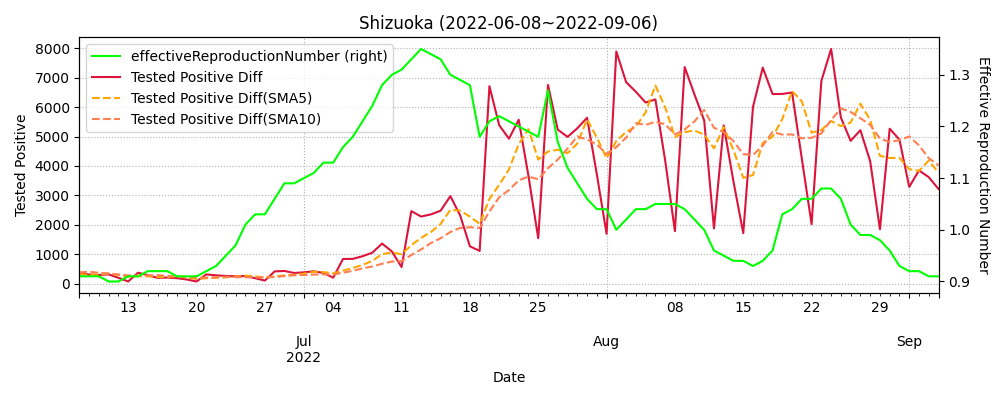 Shizuoka (2022-06-08~2022-09-06)
effectiveReproductionNumber (right)
Tested Positive Diff
Tested Positive Diff(SMA5)
Tested Positive Diff(SMA10)
8000
7000
6000
5000
4000
3000
2000
1000
0
Tested Positive
1.3
1.2
1.1
1.0
0.9
Effective Reproduction Number
13 20 27 04 11 18 25 08 15 22 29
Jul Aug Sep
2022
Date